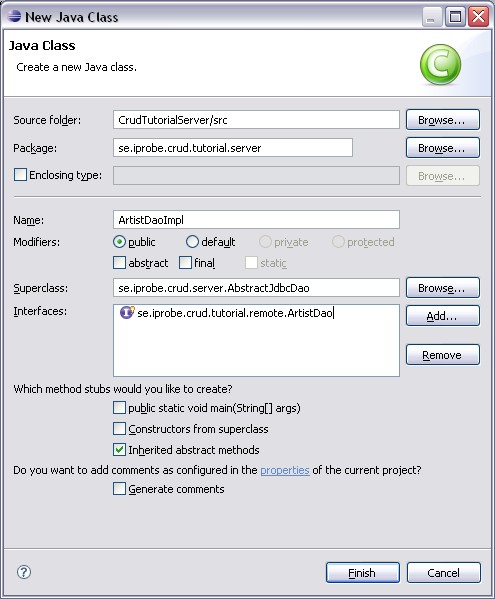 New Java Class
Java Class
Create a new Java class.
C
Source folder: CrudTutorialServer/src Browse...
Package: se.iprobe.crud.tutorial.server Browse...
Enclosing type: Browse...
Name: ArtistDaoImpl
Modifiers: public default private protected
abstract final static
Superclass: se.iprobe.crud.server.AbstractJdbcDao Browse...
Interfaces: I se.iprobe.crud.tutorial.remote.ArtistDao Add...
Remove
Which method stubs would you like to create?
public static void main(String[] args)
Constructors from superclass
Inherited abstract methods
Do you want to add comments as configured in the properties of the current project?
Generate comments
? Finish Cancel